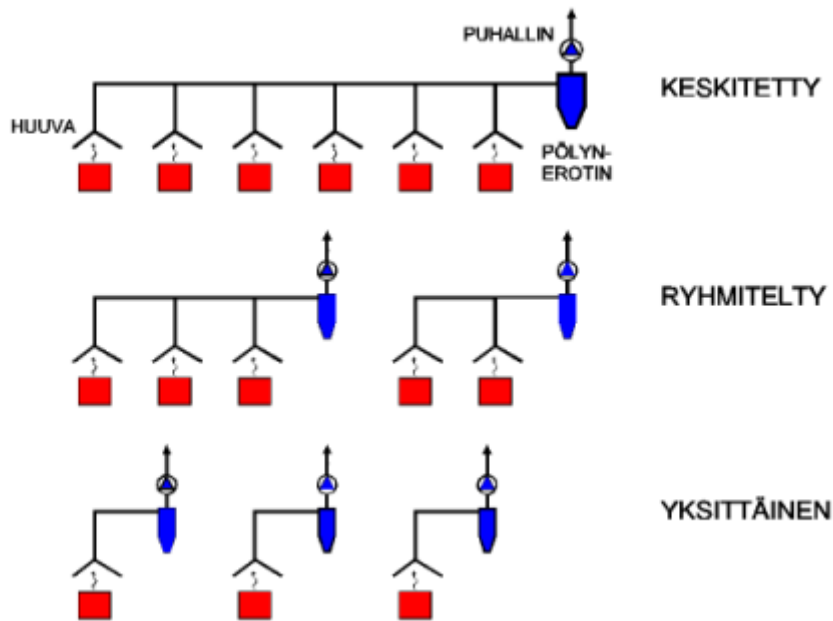 PUHALLIN
KESKITETTY
HUUVA
PÖLYN-
EROTIN
RYHMITELTY
YKSITTÄINEN